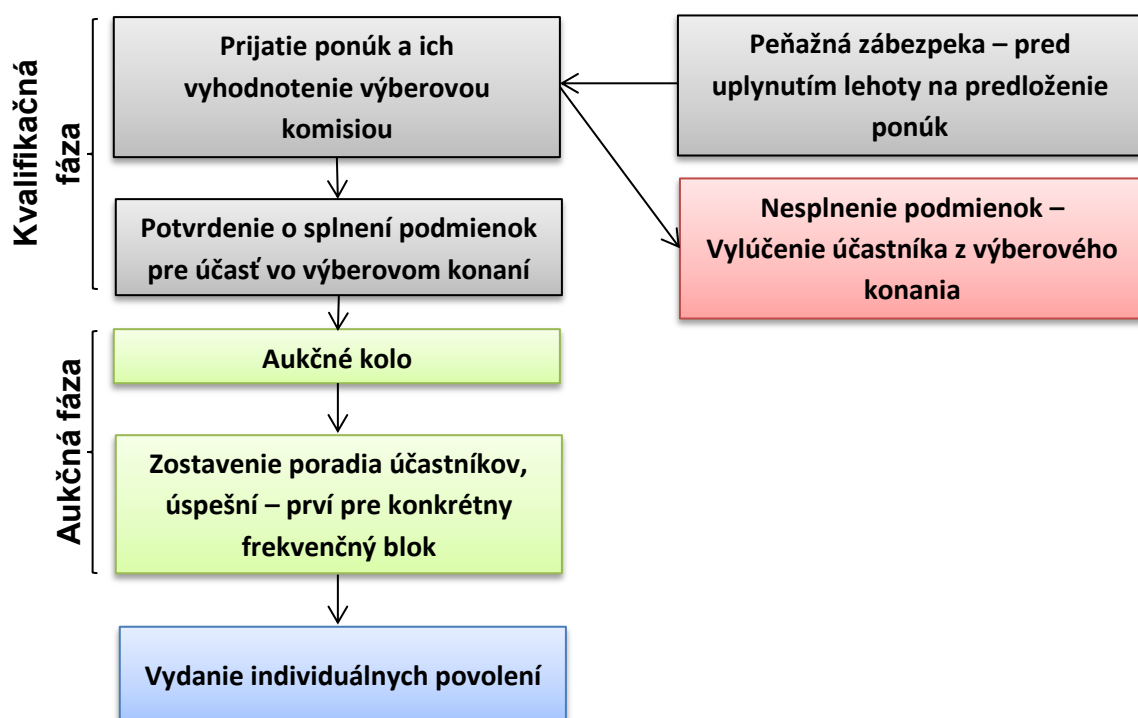 Kvalifikačná
fáza
Prijatie ponúk a ich
vyhodnotenie výberovou
komisiou
Peňažná zábezpeka – pred
uplynutím lehoty na predloženie
ponúk
Potvrdenie o splnení podmienok
pre účasť vo výberovom konaní
Nesplnenie podmienok –
Vylúčenie účastníka z výberového
konania
Aukčná fáza
Aukčné kolo
Zostavenie poradia účastníkov,
úspešní – prví pre konkrétny
frekvenčný blok
Vydanie individuálnych povolení